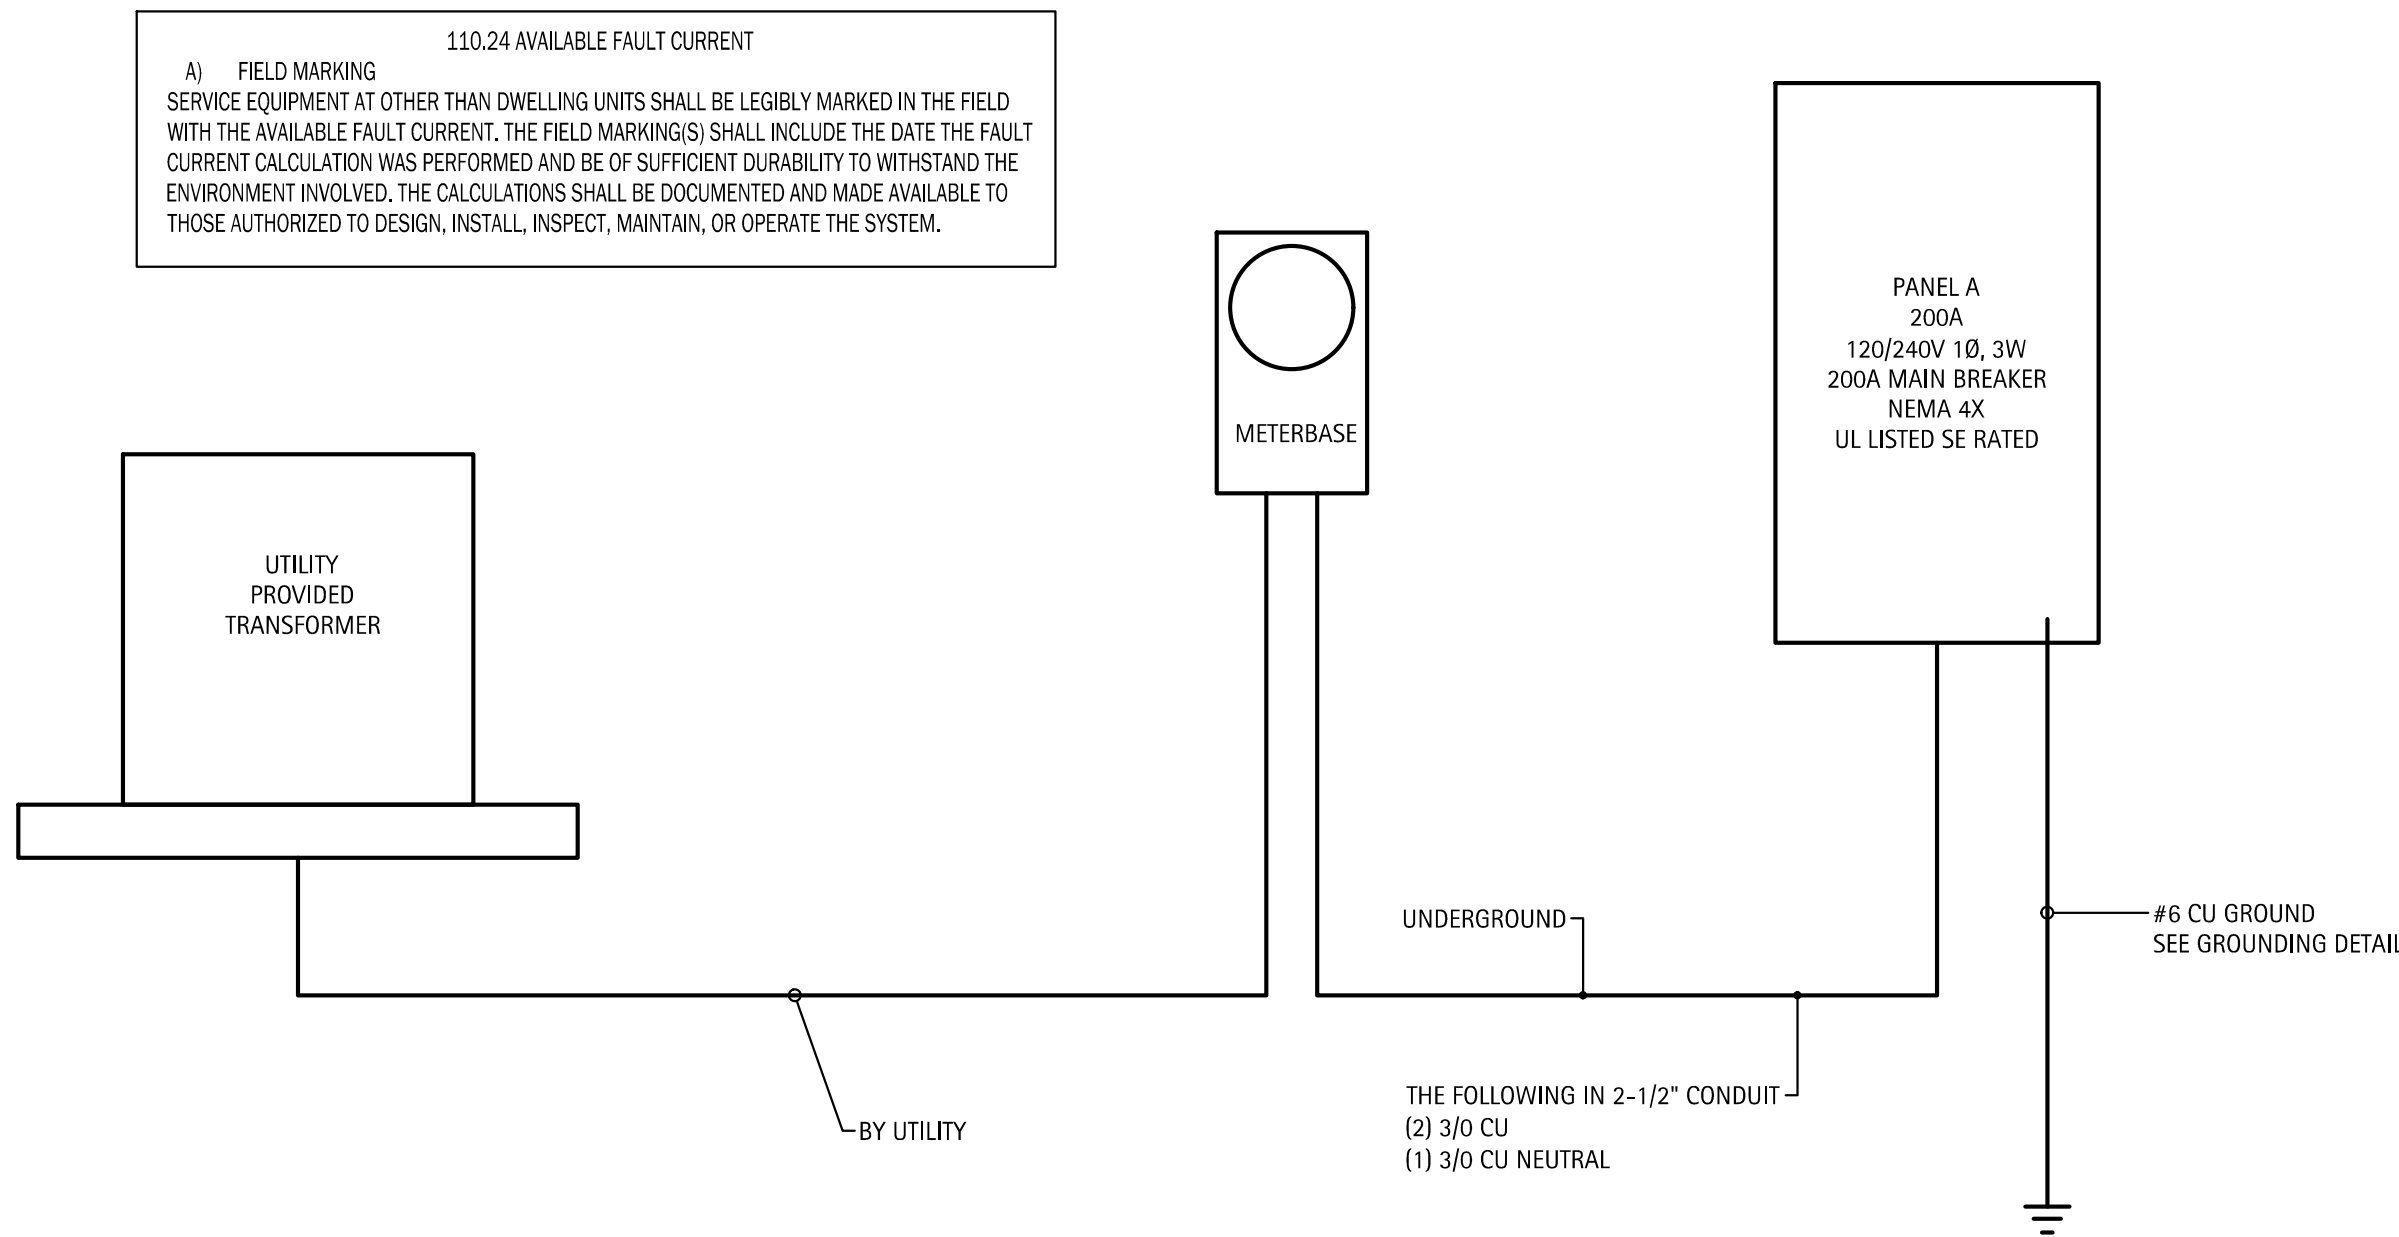 110.24 AVAILABLE FAULT CURRENT
A) FIELD MARKING
SERVICE EQUIPMENT AT OTHER THAN DWELLING UNITS SHALL BE LEGIBLY MARKED IN THE FIELD
WITH THE AVAILABLE FAULT CURRENT. THE FIELD MARKING(S) SHALL INCLUDE THE DATE THE FAULT
CURRENT CALCULATION WAS PERFORMED AND BE OF SUFFICIENT DURABILITY TO WITHSTAND THE
ENVIRONMENT INVOLVED. THE CALCULATIONS SHALL BE DOCUMENTED AND MADE AVAILABLE TO
THOSE AUTHORIZED TO DESIGN, INSTALL, INSPECT, MAINTAIN, OR OPERATE THE SYSTEM.
UTILITY
PROVIDED
TRANSFORMER
METERBASE
PANEL A
200A
120/240V 1Ø, 3W
200A MAIN BREAKER
NEMA 4X
UL LISTED SE RATED
UNDERGROUND
#6 CU GROUND
SEE GROUNDING DETAIL
BY UTILITY
THE FOLLOWING IN 2-1/2" CONDUIT
(2) 3/0 CU
(1) 3/0 CU NEUTRAL